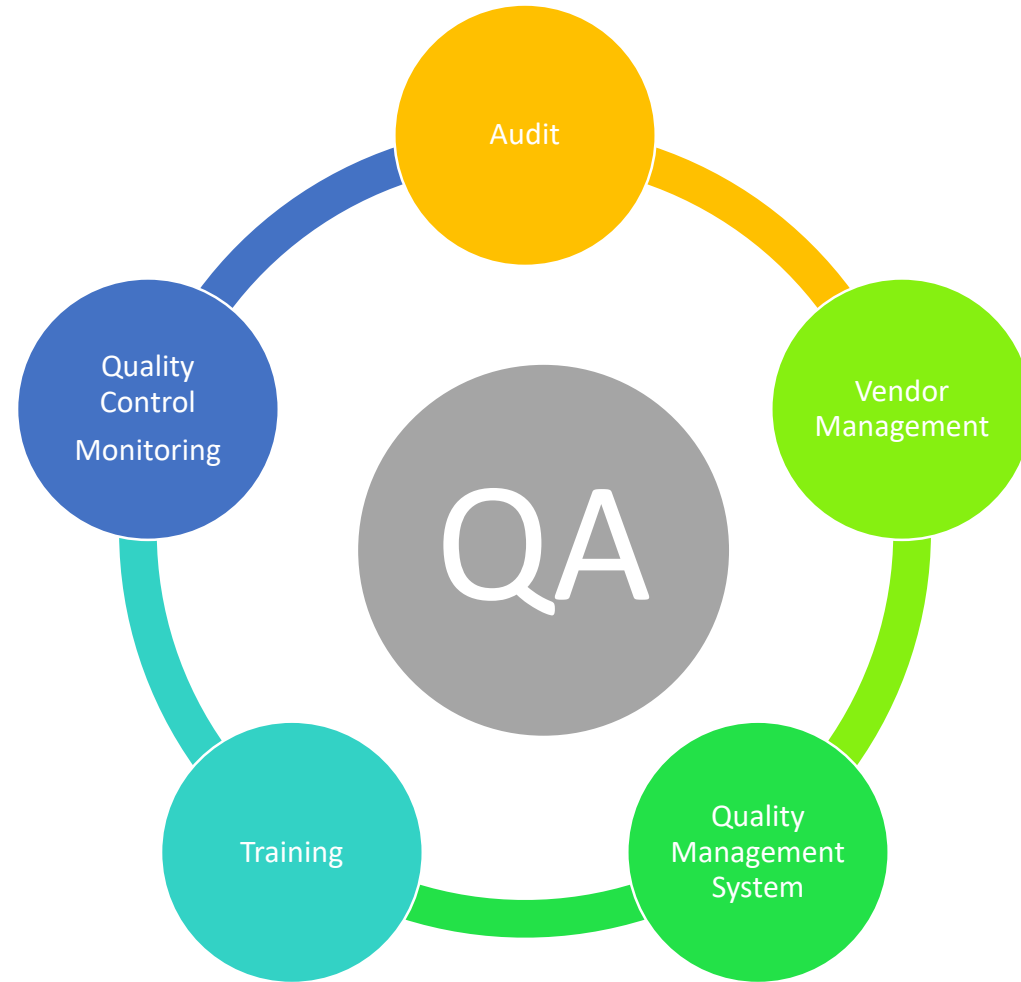 Audit
Vendor
Management
Quality
Management
System
Training
Quality
Control
Monitoring
QA